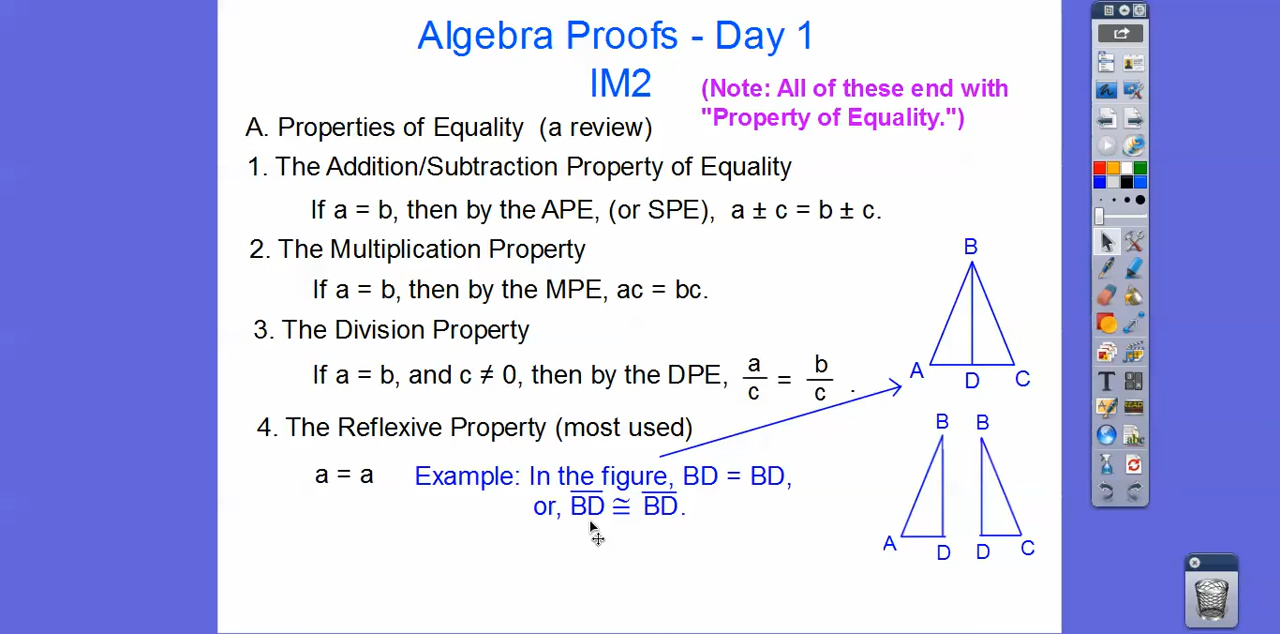 Algebra Proofs - Day 1
IM2
(Note: All of these end with
"Property of Equality.")
A. Properties of Equality (a review)
1. The Addition/Subtraction Property of Equality
If a = b, then by the APE, (or SPE), a ± c = b ± c.
2. The Multiplication Property
If a = b, then by the MPE, ac = bc.
3. The Division Property
If a = b, and c ≠ 0, then by the DPE, a/c = b/c .
4. The Reflexive Property (most used)
a = a Example: In the figure, BD = BD,
or, B̅D̅ ≅ B̅D̅.
B
A D C
B B
A D D C